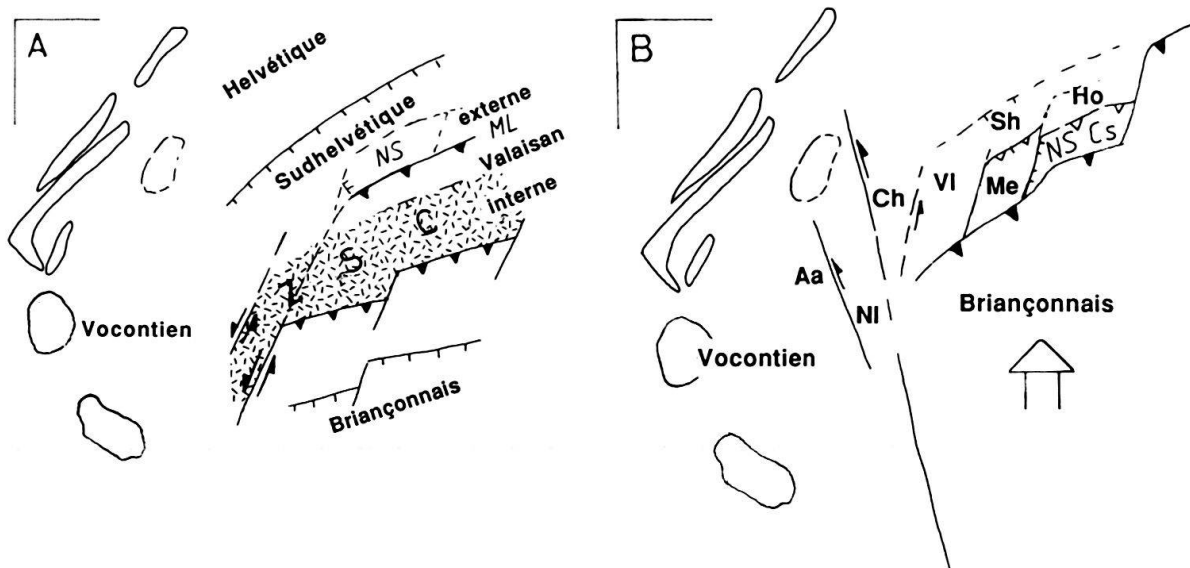 A
Helvétique
Sudhelvétique
externe
NS
ML
Valaisan
interne
Z S C
Vocontien
Briançonnais
B
Ho
Sh
NS Cs
Vl
Me
Ch
Aa
Nl
Briançonnais
Vocontien